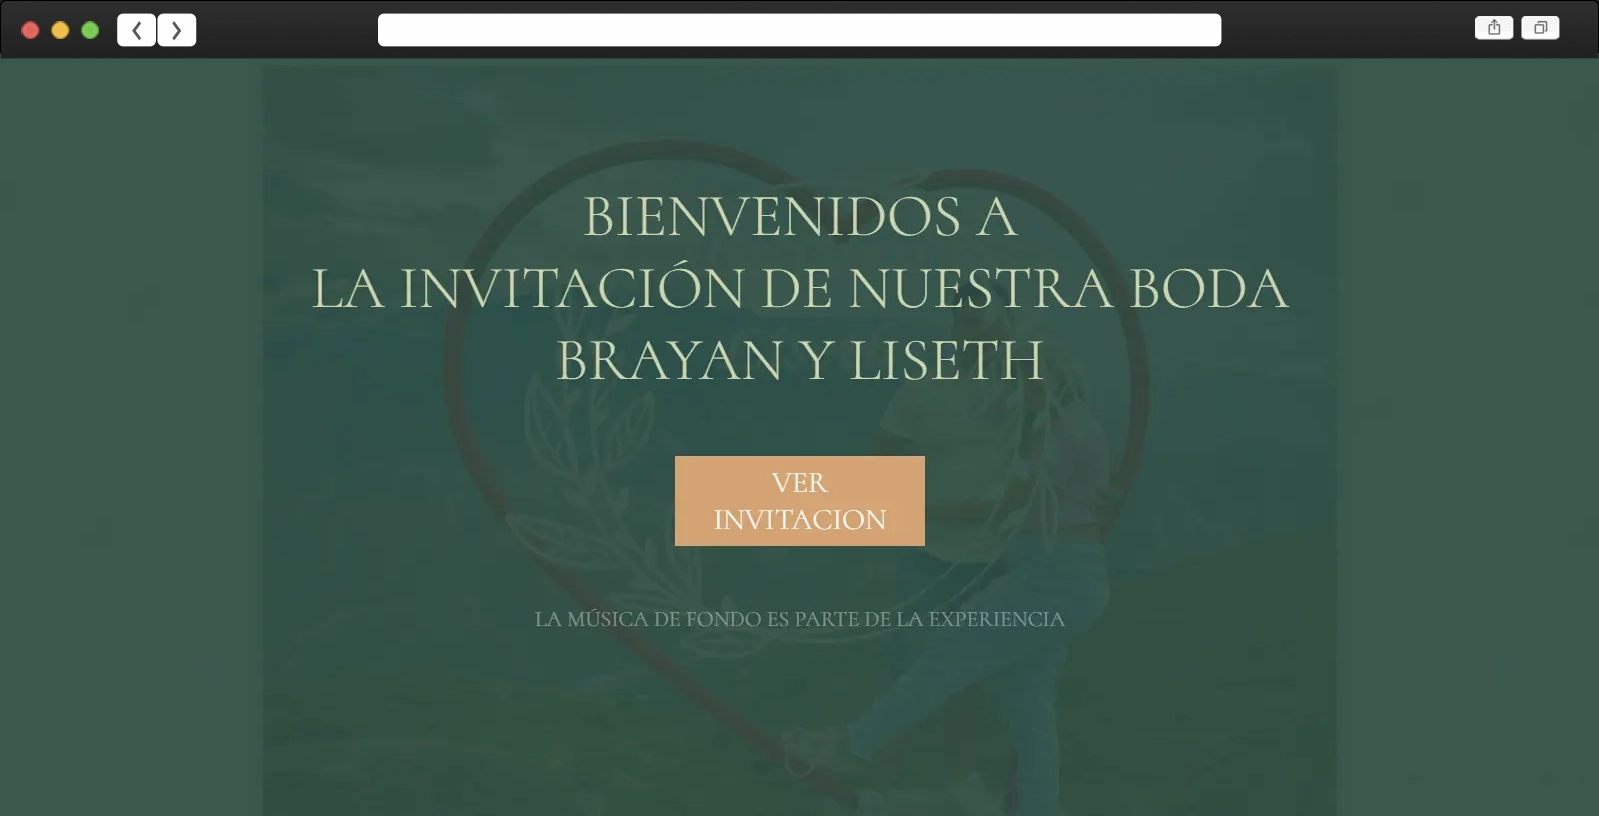 BIENVENIDOS A
LA INVITACIÓN DE NUESTRA BODA
BRAYAN Y LISETH
VER
INVITACION
LA MÚSICA DE FONDO ES PARTE DE LA EXPERIENCIA